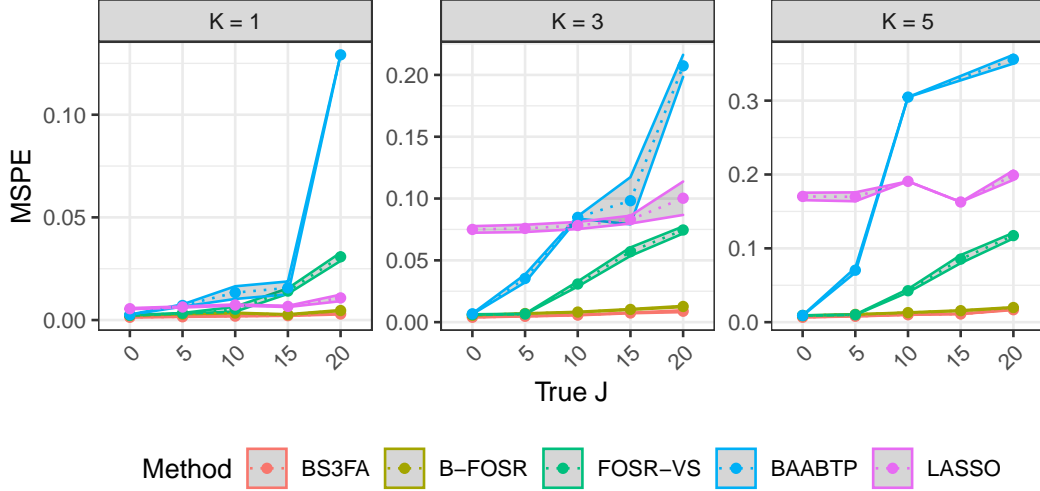 K = 1
K = 3
K = 5
MSPE
0.10
0.05
0.00
0.20
0.15
0.10
0.05
0.00
0.3
0.2
0.1
0.0
0 5 10 15 20
0 5 10 15 20
0 5 10 15 20
True J
Method BS3FA B−FOSR FOSR−VS BAABTP LASSO